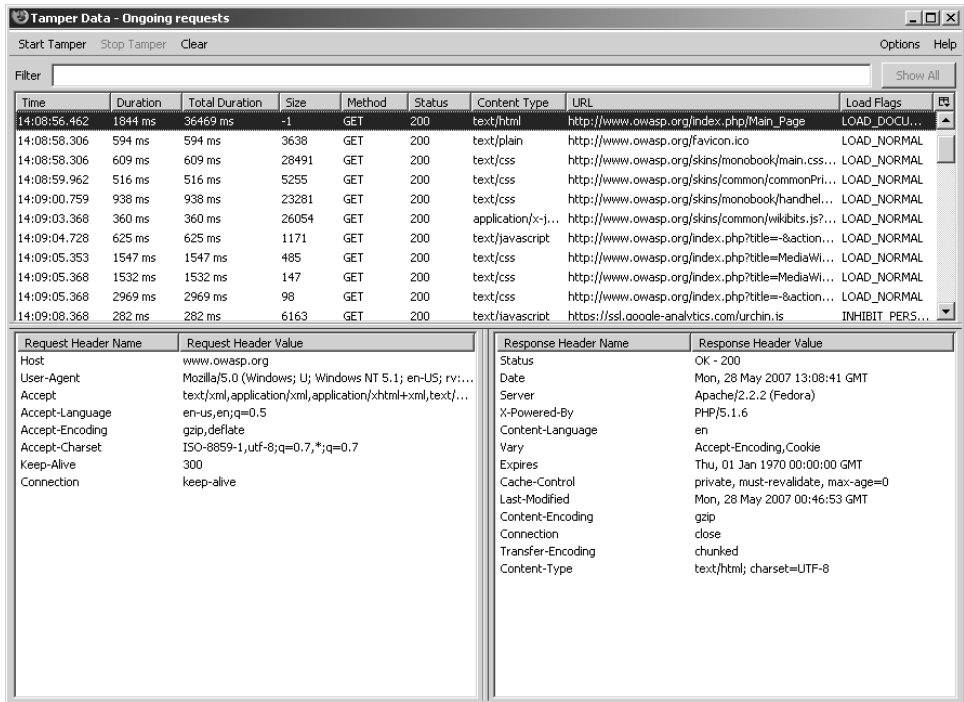 Tamper Data - Ongoing requests
Start Tamper Stop Tamper Clear Options Help
Filter Show All
Time Duration Total Duration Size Method Status Content Type URL Load Flags
14:08:56.462 1844 ms 36469 ms -1 GET 200 text/html http://www.owasp.org/index.php/Main_Page LOAD_DOCU...
14:08:58.306 594 ms 594 ms 3638 GET 200 text/plain http://www.owasp.org/favicon.ico LOAD_NORMAL
14:08:58.306 609 ms 609 ms 28491 GET 200 text/css http://www.owasp.org/skins/monobook/main.css... LOAD_NORMAL
14:08:59.962 516 ms 516 ms 5255 GET 200 text/css http://www.owasp.org/skins/common/commonPri... LOAD_NORMAL
14:09:00.759 938 ms 938 ms 23281 GET 200 text/css http://www.owasp.org/skins/monobook/handhel... LOAD_NORMAL
14:09:03.368 360 ms 360 ms 26054 GET 200 application/x-j... http://www.owasp.org/skins/common/wikibits.js?... LOAD_NORMAL
14:09:04.728 625 ms 625 ms 1171 GET 200 text/javascript http://www.owasp.org/index.php?title=-&action... LOAD_NORMAL
14:09:05.353 1547 ms 1547 ms 485 GET 200 text/css http://www.owasp.org/index.php?title=MediaWi... LOAD_NORMAL
14:09:05.368 1532 ms 1532 ms 147 GET 200 text/css http://www.owasp.org/index.php?title=MediaWi... LOAD_NORMAL
14:09:05.368 2969 ms 2969 ms 98 GET 200 text/css http://www.owasp.org/index.php?title=-&action... LOAD_NORMAL
14:09:08.368 282 ms 282 ms 6163 GET 200 text/javascript https://ssl.google-analytics.com/urchin.js INHIBIT_PERS...
Request Header Name Request Header Value
Host www.owasp.org
User-Agent Mozilla/5.0 (Windows; U; Windows NT 5.1; en-US; rv:...
Accept text/xml,application/xml,application/xhtml+xml,text/...
Accept-Language en-us,en;q=0.5
Accept-Encoding gzip,deflate
Accept-Charset ISO-8859-1,utf-8;q=0.7,*;q=0.7
Keep-Alive 300
Connection keep-alive
Response Header Name Response Header Value
Status OK - 200
Date Mon, 28 May 2007 13:08:41 GMT
Server Apache/2.2.2 (Fedora)
X-Powered-By PHP/5.1.6
Content-Language en
Vary Accept-Encoding,Cookie
Expires Thu, 01 Jan 1970 00:00:00 GMT
Cache-Control private, must-revalidate, max-age=0
Last-Modified Mon, 28 May 2007 00:46:53 GMT
Content-Encoding gzip
Connection close
Transfer-Encoding chunked
Content-Type text/html; charset=UTF-8